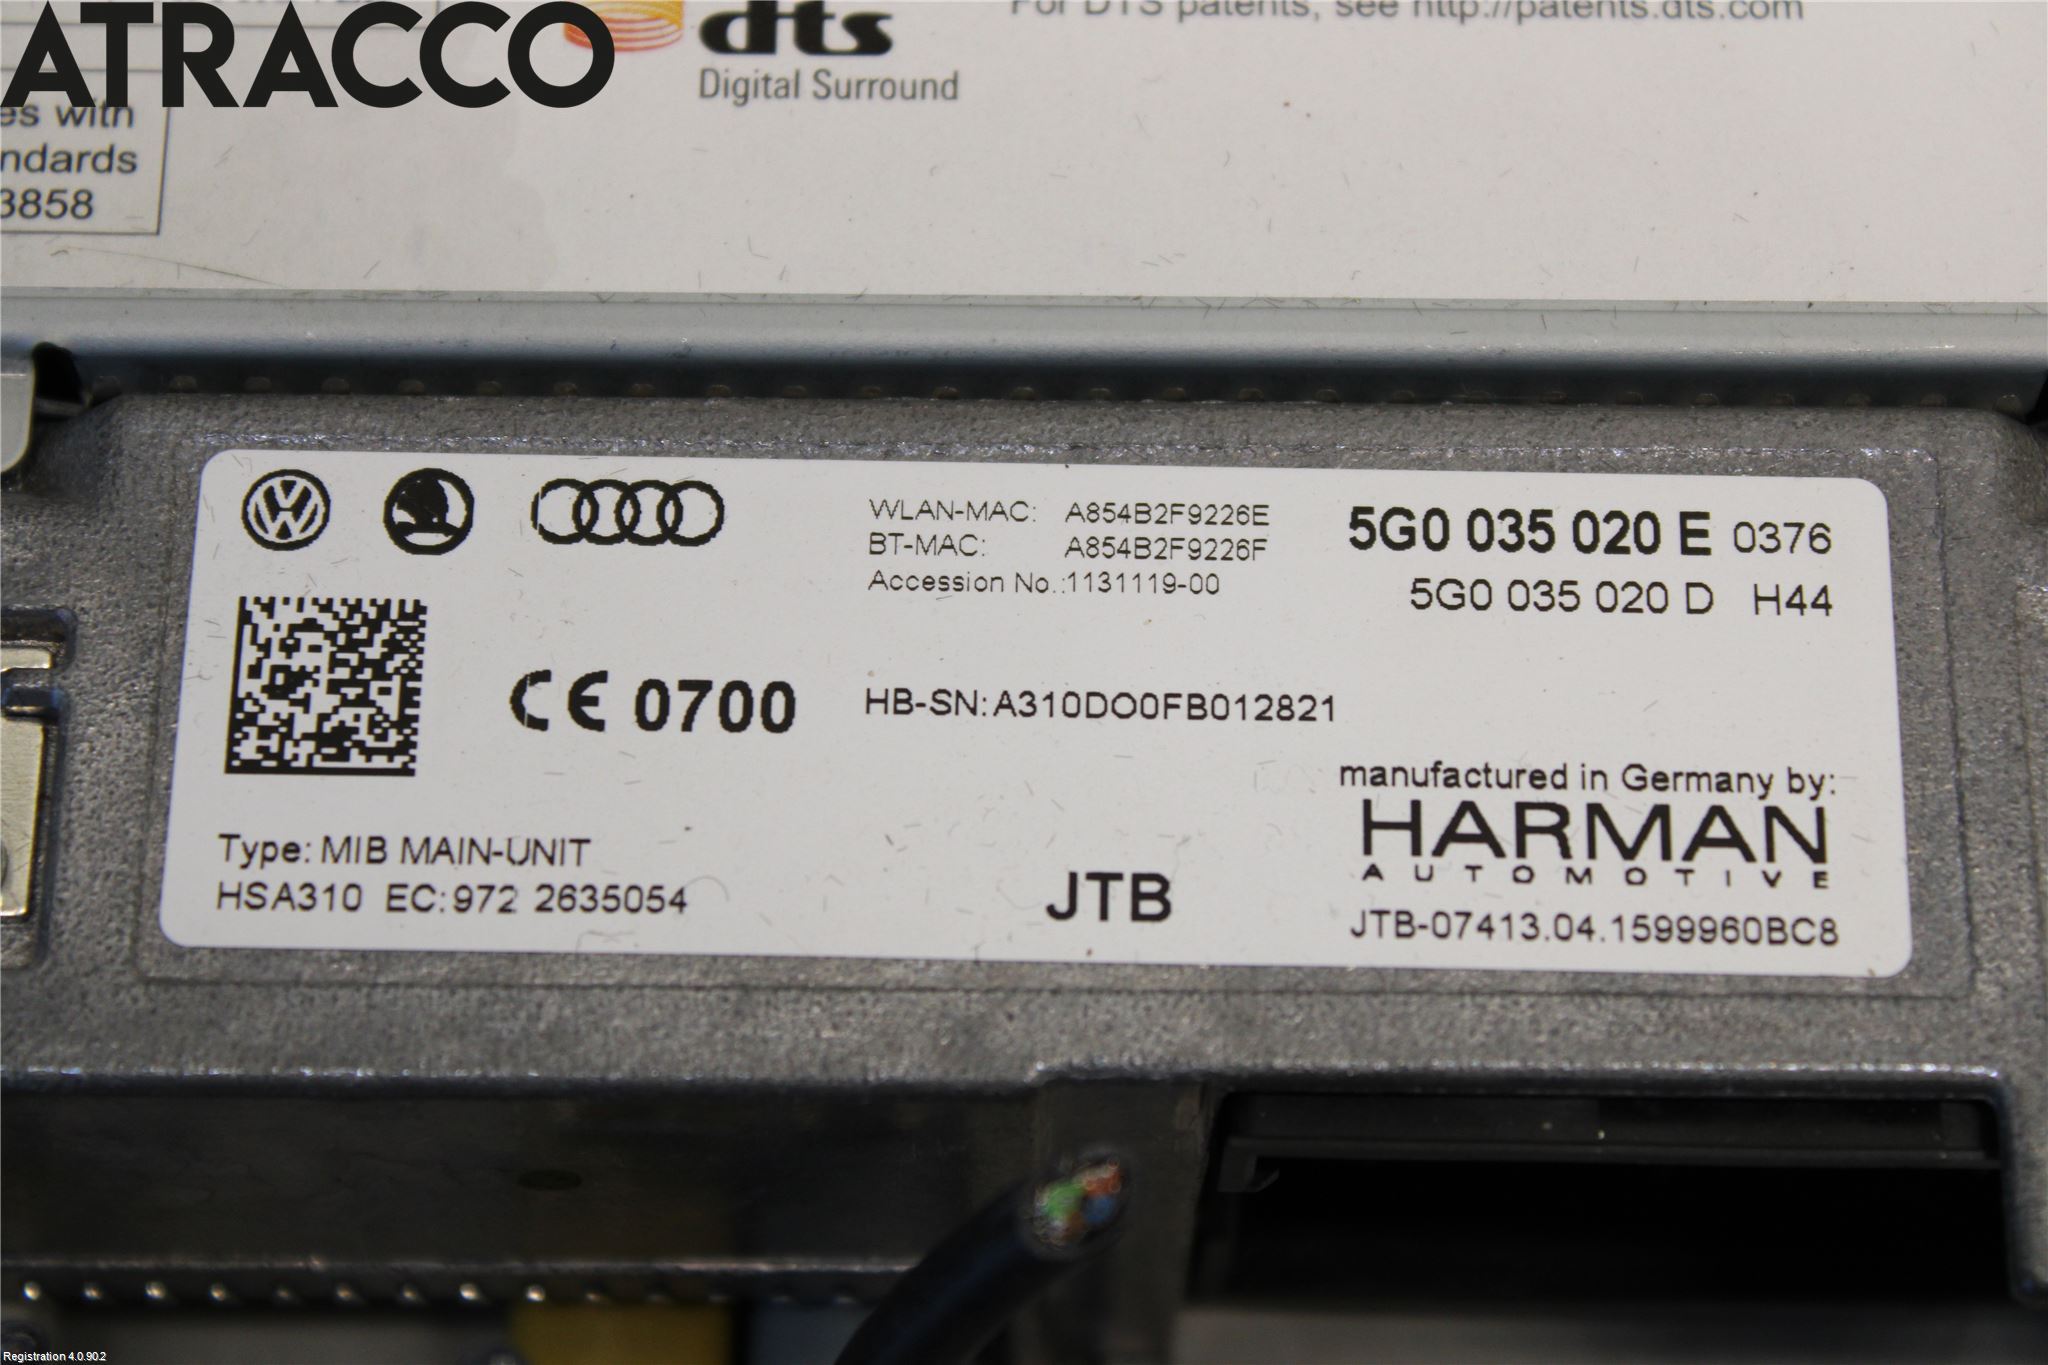 ATRACCO
dts
Digital Surround
For DTS patents, see http://patents.dts.com
es with
ndards
3858
WLAN-MAC: A854B2F9226E
BT-MAC: A854B2F9226F
Accession No.:1131119-00
5G0 035 020 E 0376
5G0 035 020 D H44
CE 0700
HB-SN:A310DO0FB012821
manufactured in Germany by:
HARMAN
AUTOMOTIVE
Type: MIB MAIN-UNIT
HSA310 EC:972 2635054
JTB
JTB-07413.04.1599960BC8
Registration 4.0.90.2